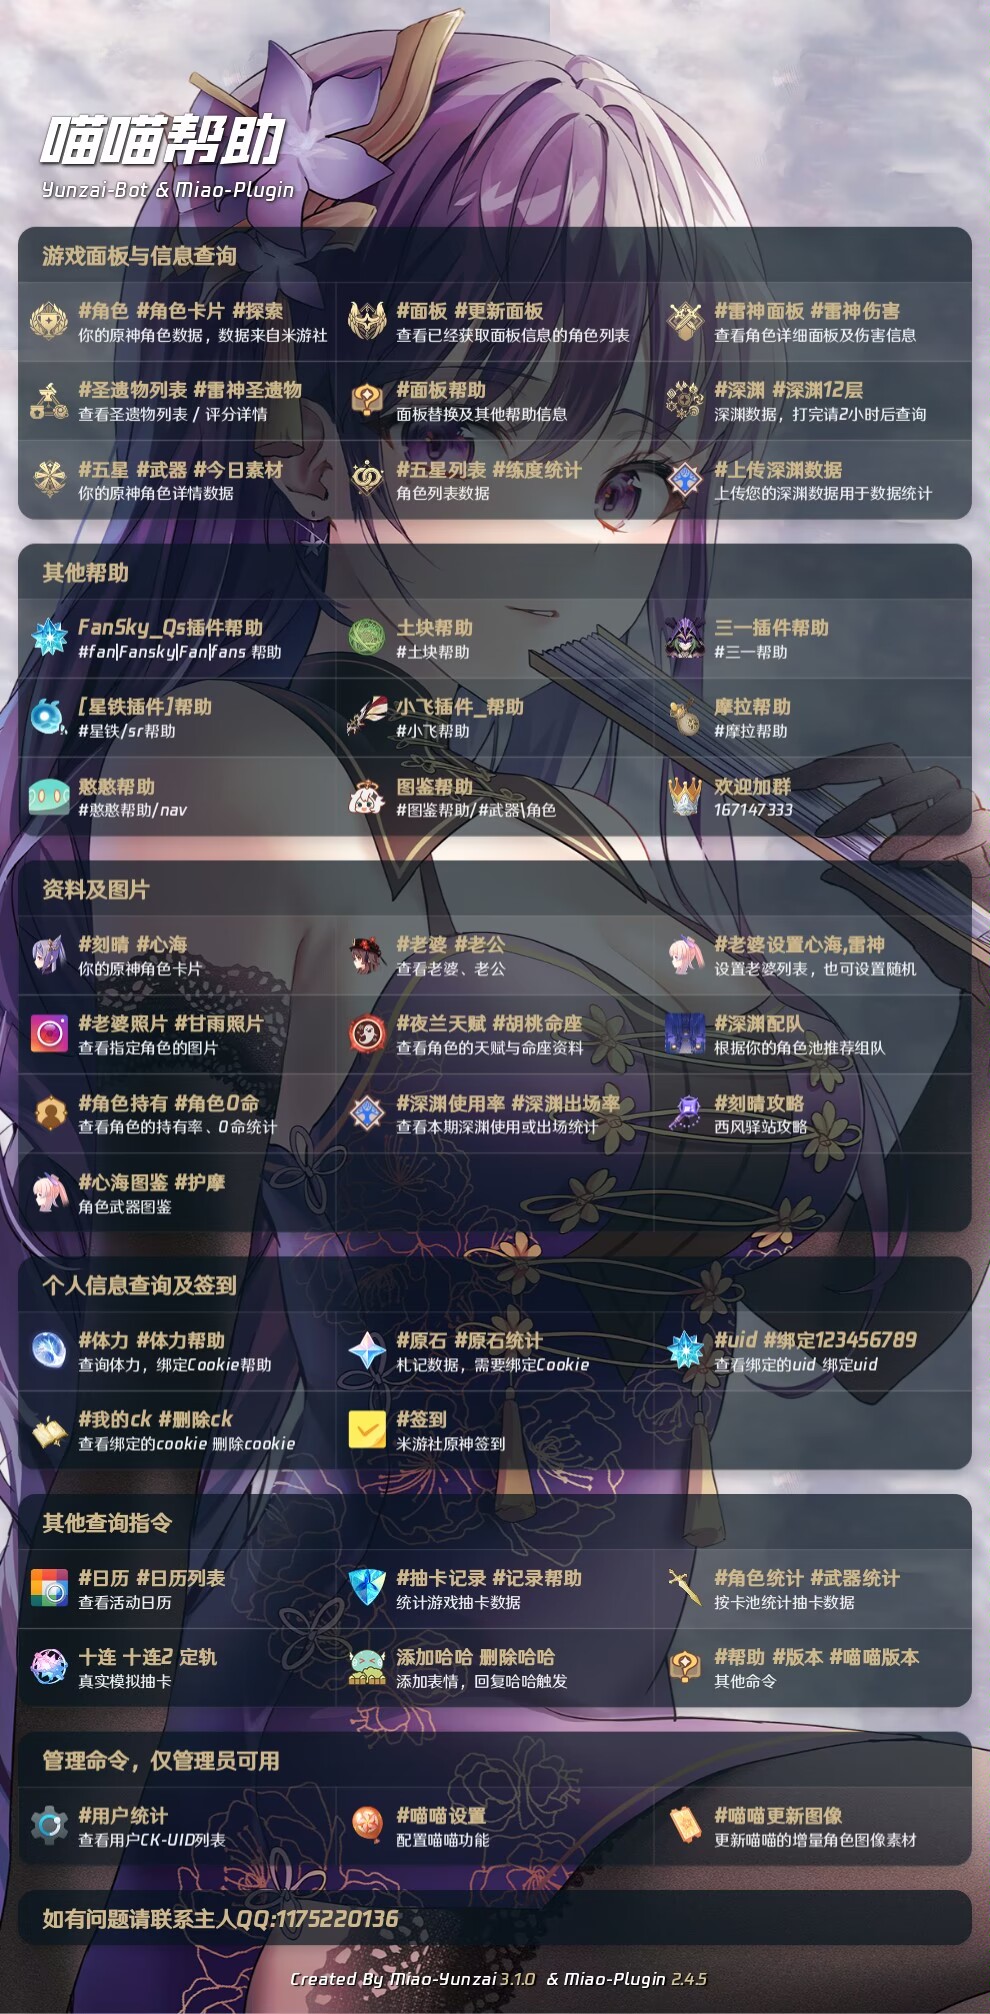 喵喵帮助
Yunzai-Bot & Miao-Plugin
游戏面板与信息查询
#角色 #角色卡片 #探索
你的原神角色数据，数据来自米游社
#面板 #更新面板
查看已经获取面板信息的角色列表
#雷神面板 #雷神伤害
查看角色详细面板及伤害信息
#圣遗物列表 #雷神圣遗物
查看圣遗物列表 / 评分详情
#面板帮助
面板替换及其他帮助信息
#深渊 #深渊12层
深渊数据，打完请2小时后查询
#五星 #武器 #今日素材
你的原神角色详情数据
#五星列表 #练度统计
角色列表数据
#上传深渊数据
上传您的深渊数据用于数据统计
其他帮助
FanSky_Qs插件帮助
#fan|Fansky|Fan|fans 帮助
土块帮助
#土块帮助
三一插件帮助
#三一帮助
[星铁插件]帮助
#星铁/sr帮助
小飞插件_帮助
#小飞帮助
摩拉帮助
#摩拉帮助
憨憨帮助
#憨憨帮助/nav
图鉴帮助
#图鉴帮助/#武器\角色
欢迎加群
167147333
资料及图片
#刻晴 #心海
你的原神角色卡片
#老婆 #老公
查看老婆、老公
#老婆设置心海,雷神
设置老婆列表，也可设置随机
#老婆照片 #甘雨照片
查看指定角色的图片
#夜兰天赋 #胡桃命座
查看角色的天赋与命座资料
#深渊配队
根据你的角色池推荐组队
#角色持有 #角色0命
查看角色的持有率、0命统计
#深渊使用率 #深渊出场率
查看本期深渊使用或出场统计
#刻晴攻略
西风驿站攻略
#心海图鉴 #护摩
角色武器图鉴
个人信息查询及签到
#体力 #体力帮助
查询体力，绑定Cookie帮助
#原石 #原石统计
札记数据，需要绑定Cookie
#uid #绑定123456789
查看绑定的uid 绑定uid
#我的ck #删除ck
查看绑定的cookie 删除cookie
#签到
米游社原神签到
其他查询指令
#日历 #日历列表
查看活动日历
#抽卡记录 #记录帮助
统计游戏抽卡数据
#角色统计 #武器统计
按卡池统计抽卡数据
十连 十连2 定轨
真实模拟抽卡
添加哈哈 删除哈哈
添加表情，回复哈哈触发
#帮助 #版本 #喵喵版本
其他命令
管理命令，仅管理员可用
#用户统计
查看用户CK-UID列表
#喵喵设置
配置喵喵功能
#喵喵更新图像
更新喵喵的增量角色图像素材
如有问题请联系主人QQ:1175220136
Created By Miao-Yunzai 3.1.0 & Miao-Plugin 2.4.5